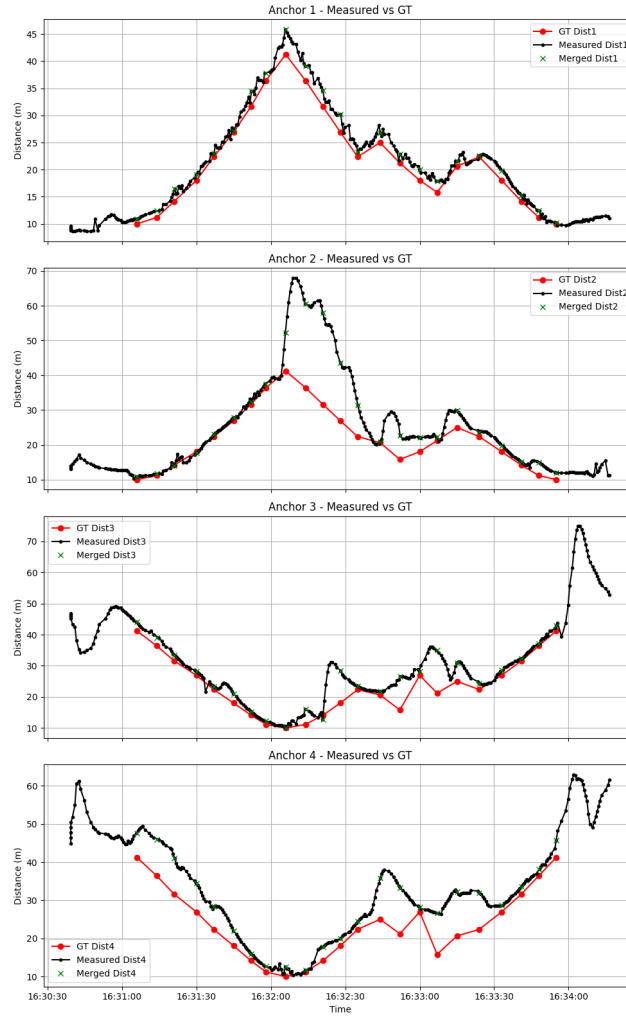 Anchor 1 - Measured vs GT
45
40
35
30
25
20
15
10
Distance (m)
GT Dist1
Measured Dist1
Merged Dist1
Anchor 2 - Measured vs GT
70
60
50
40
30
20
10
Distance (m)
GT Dist2
Measured Dist2
Merged Dist2
Anchor 3 - Measured vs GT
70
60
50
40
30
20
10
Distance (m)
GT Dist3
Measured Dist3
Merged Dist3
Anchor 4 - Measured vs GT
60
50
40
30
20
10
Distance (m)
GT Dist4
Measured Dist4
Merged Dist4
16:30:30 16:31:00 16:31:30 16:32:00 16:32:30 16:33:00 16:33:30 16:34:00
Time